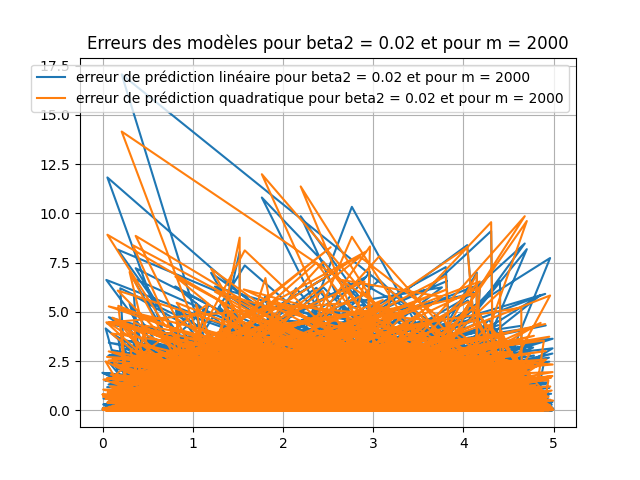 Erreurs des modèles pour beta2 = 0.02 et pour m = 2000
erreur de prédiction linéaire pour beta2 = 0.02 et pour m = 2000
erreur de prédiction quadratique pour beta2 = 0.02 et pour m = 2000
17.5
15.0
12.5
10.0
7.5
5.0
2.5
0.0
0 1 2 3 4 5